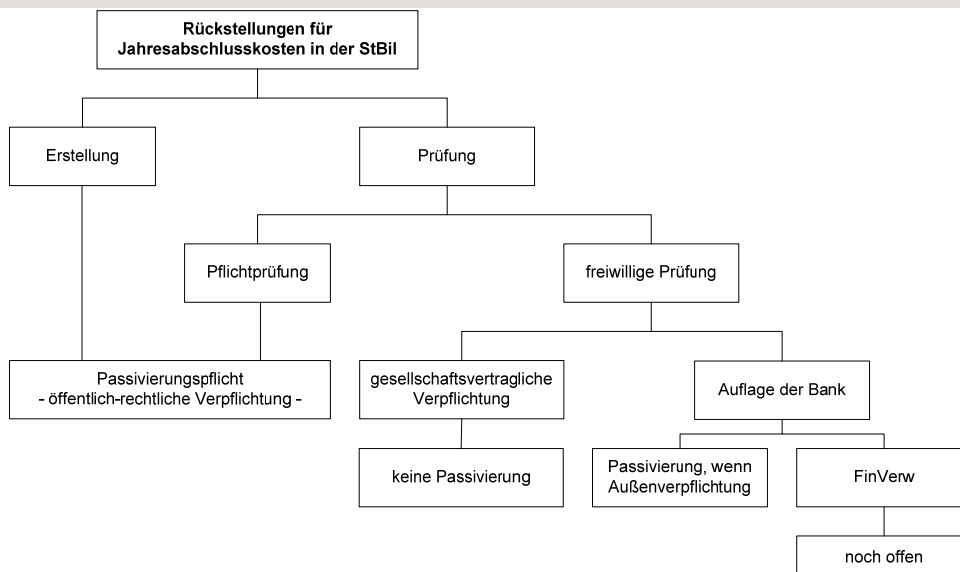 Rückstellungen für
Jahresabschlusskosten in der StBil
Erstellung
Prüfung
Pflichtprüfung
freiwillige Prüfung
Passivierungspflicht
- öffentlich-rechtliche Verpflichtung -
gesellschaftsvertragliche
Verpflichtung
Auflage der Bank
keine Passivierung
Passivierung, wenn
Außenverpflichtung
FinVerw
noch offen